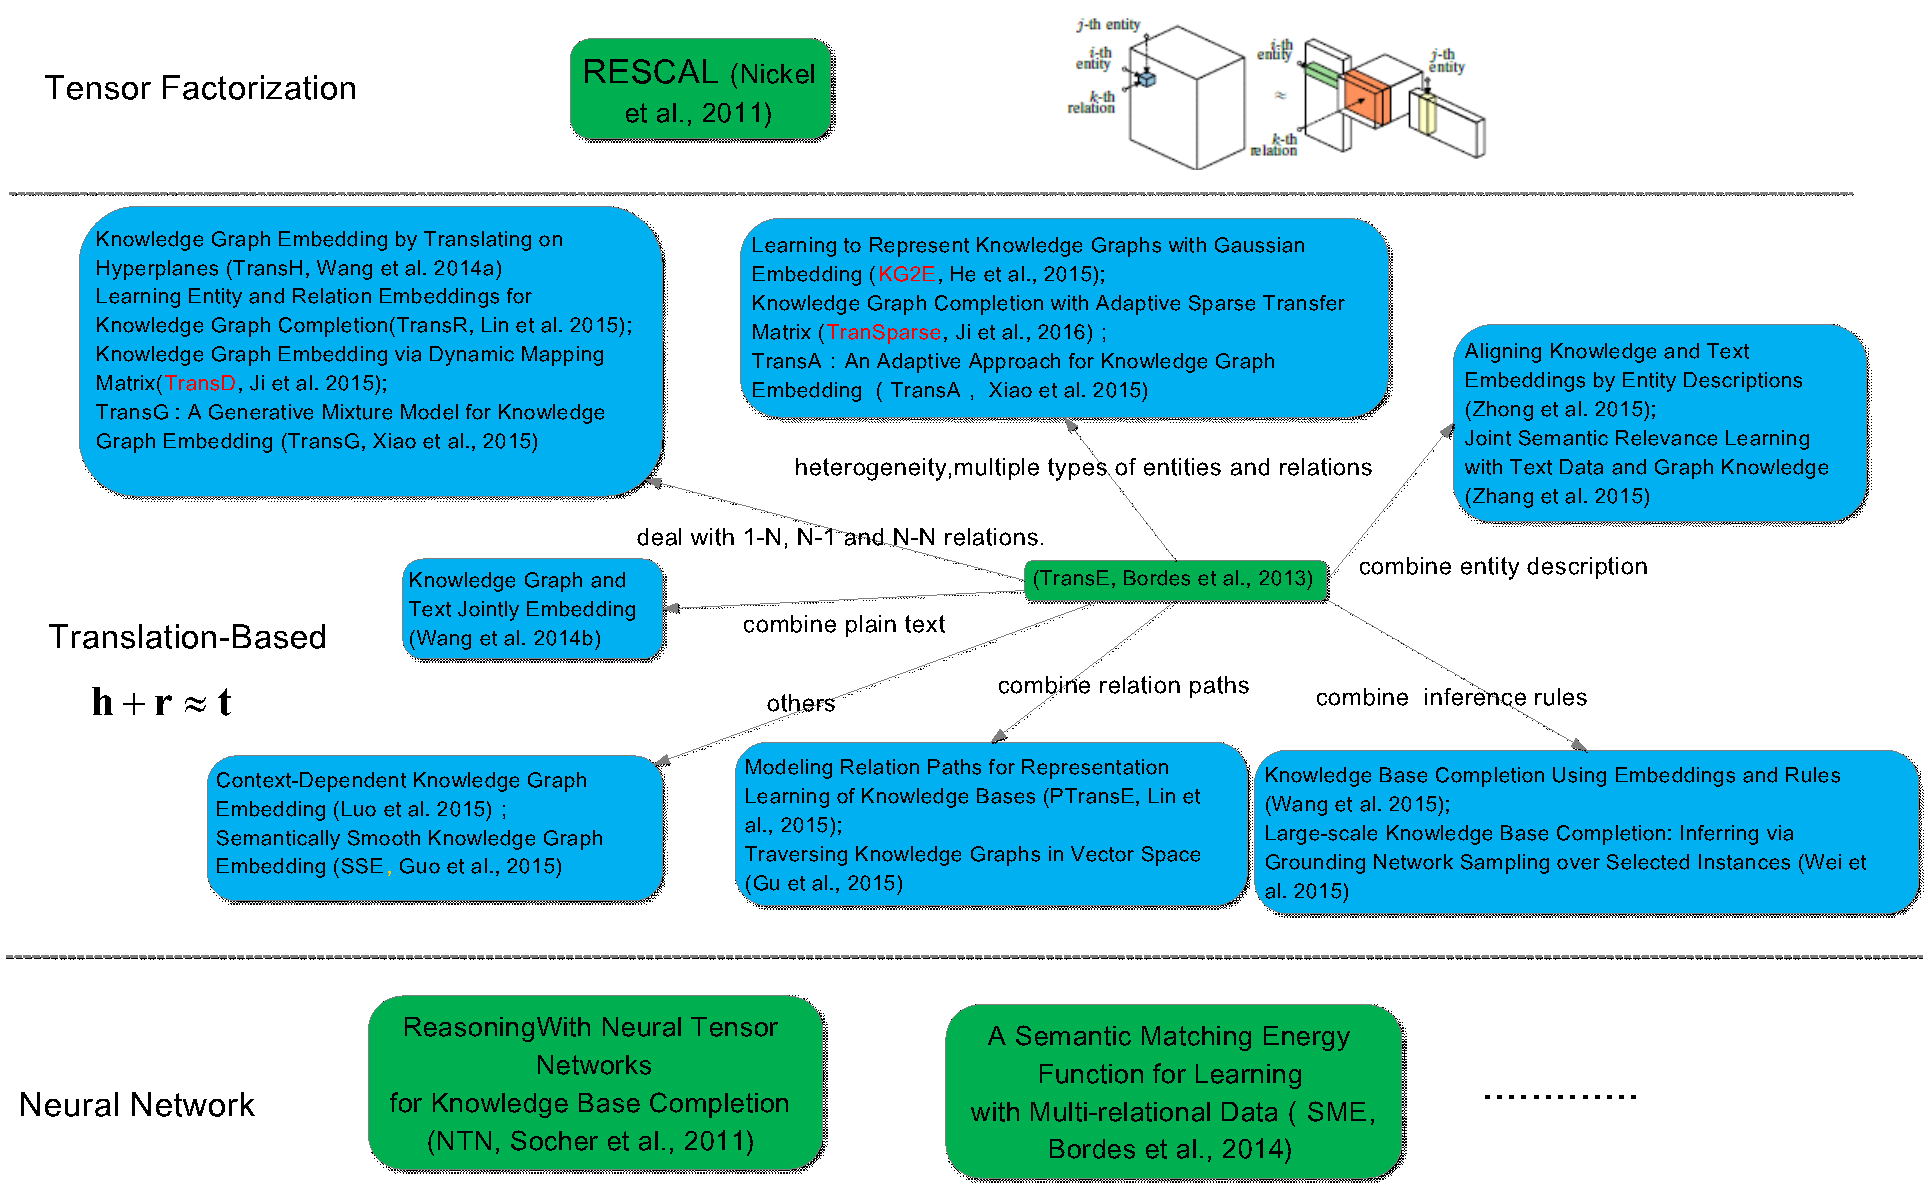 Tensor Factorization
RESCAL (Nickel
et al., 2011)
j-th entity
i-th
entity
k-th
relation
≈
i-th
entity
j-th
entity
k-th
relation
Knowledge Graph Embedding by Translating on
Hyperplanes (TransH, Wang et al. 2014a)
Learning Entity and Relation Embeddings for
Knowledge Graph Completion(TransR, Lin et al. 2015);
Knowledge Graph Embedding via Dynamic Mapping
Matrix(TransD, Ji et al. 2015);
TransG : A Generative Mixture Model for Knowledge
Graph Embedding (TransG, Xiao et al., 2015)
Learning to Represent Knowledge Graphs with Gaussian
Embedding (KG2E, He et al., 2015);
Knowledge Graph Completion with Adaptive Sparse Transfer
Matrix (TranSparse, Ji et al., 2016) ;
TransA : An Adaptive Approach for Knowledge Graph
Embedding ( TransA , Xiao et al. 2015)
Aligning Knowledge and Text
Embeddings by Entity Descriptions
(Zhong et al. 2015);
Joint Semantic Relevance Learning
with Text Data and Graph Knowledge
(Zhang et al. 2015)
heterogeneity,multiple types of entities and relations
deal with 1-N, N-1 and N-N relations.
combine entity description
(TransE, Bordes et al., 2013)
Knowledge Graph and
Text Jointly Embedding
(Wang et al. 2014b)
combine plain text
Translation-Based
h + r ≈ t
others
combine relation paths
combine inference rules
Context-Dependent Knowledge Graph
Embedding (Luo et al. 2015) ;
Semantically Smooth Knowledge Graph
Embedding (SSE, Guo et al., 2015)
Modeling Relation Paths for Representation
Learning of Knowledge Bases (PTransE, Lin et
al., 2015);
Traversing Knowledge Graphs in Vector Space
(Gu et al., 2015)
Knowledge Base Completion Using Embeddings and Rules
(Wang et al. 2015);
Large-scale Knowledge Base Completion: Inferring via
Grounding Network Sampling over Selected Instances (Wei et
al. 2015)
Neural Network
ReasoningWith Neural Tensor
Networks
for Knowledge Base Completion
(NTN, Socher et al., 2011)
A Semantic Matching Energy
Function for Learning
with Multi-relational Data ( SME,
Bordes et al., 2014)
.............